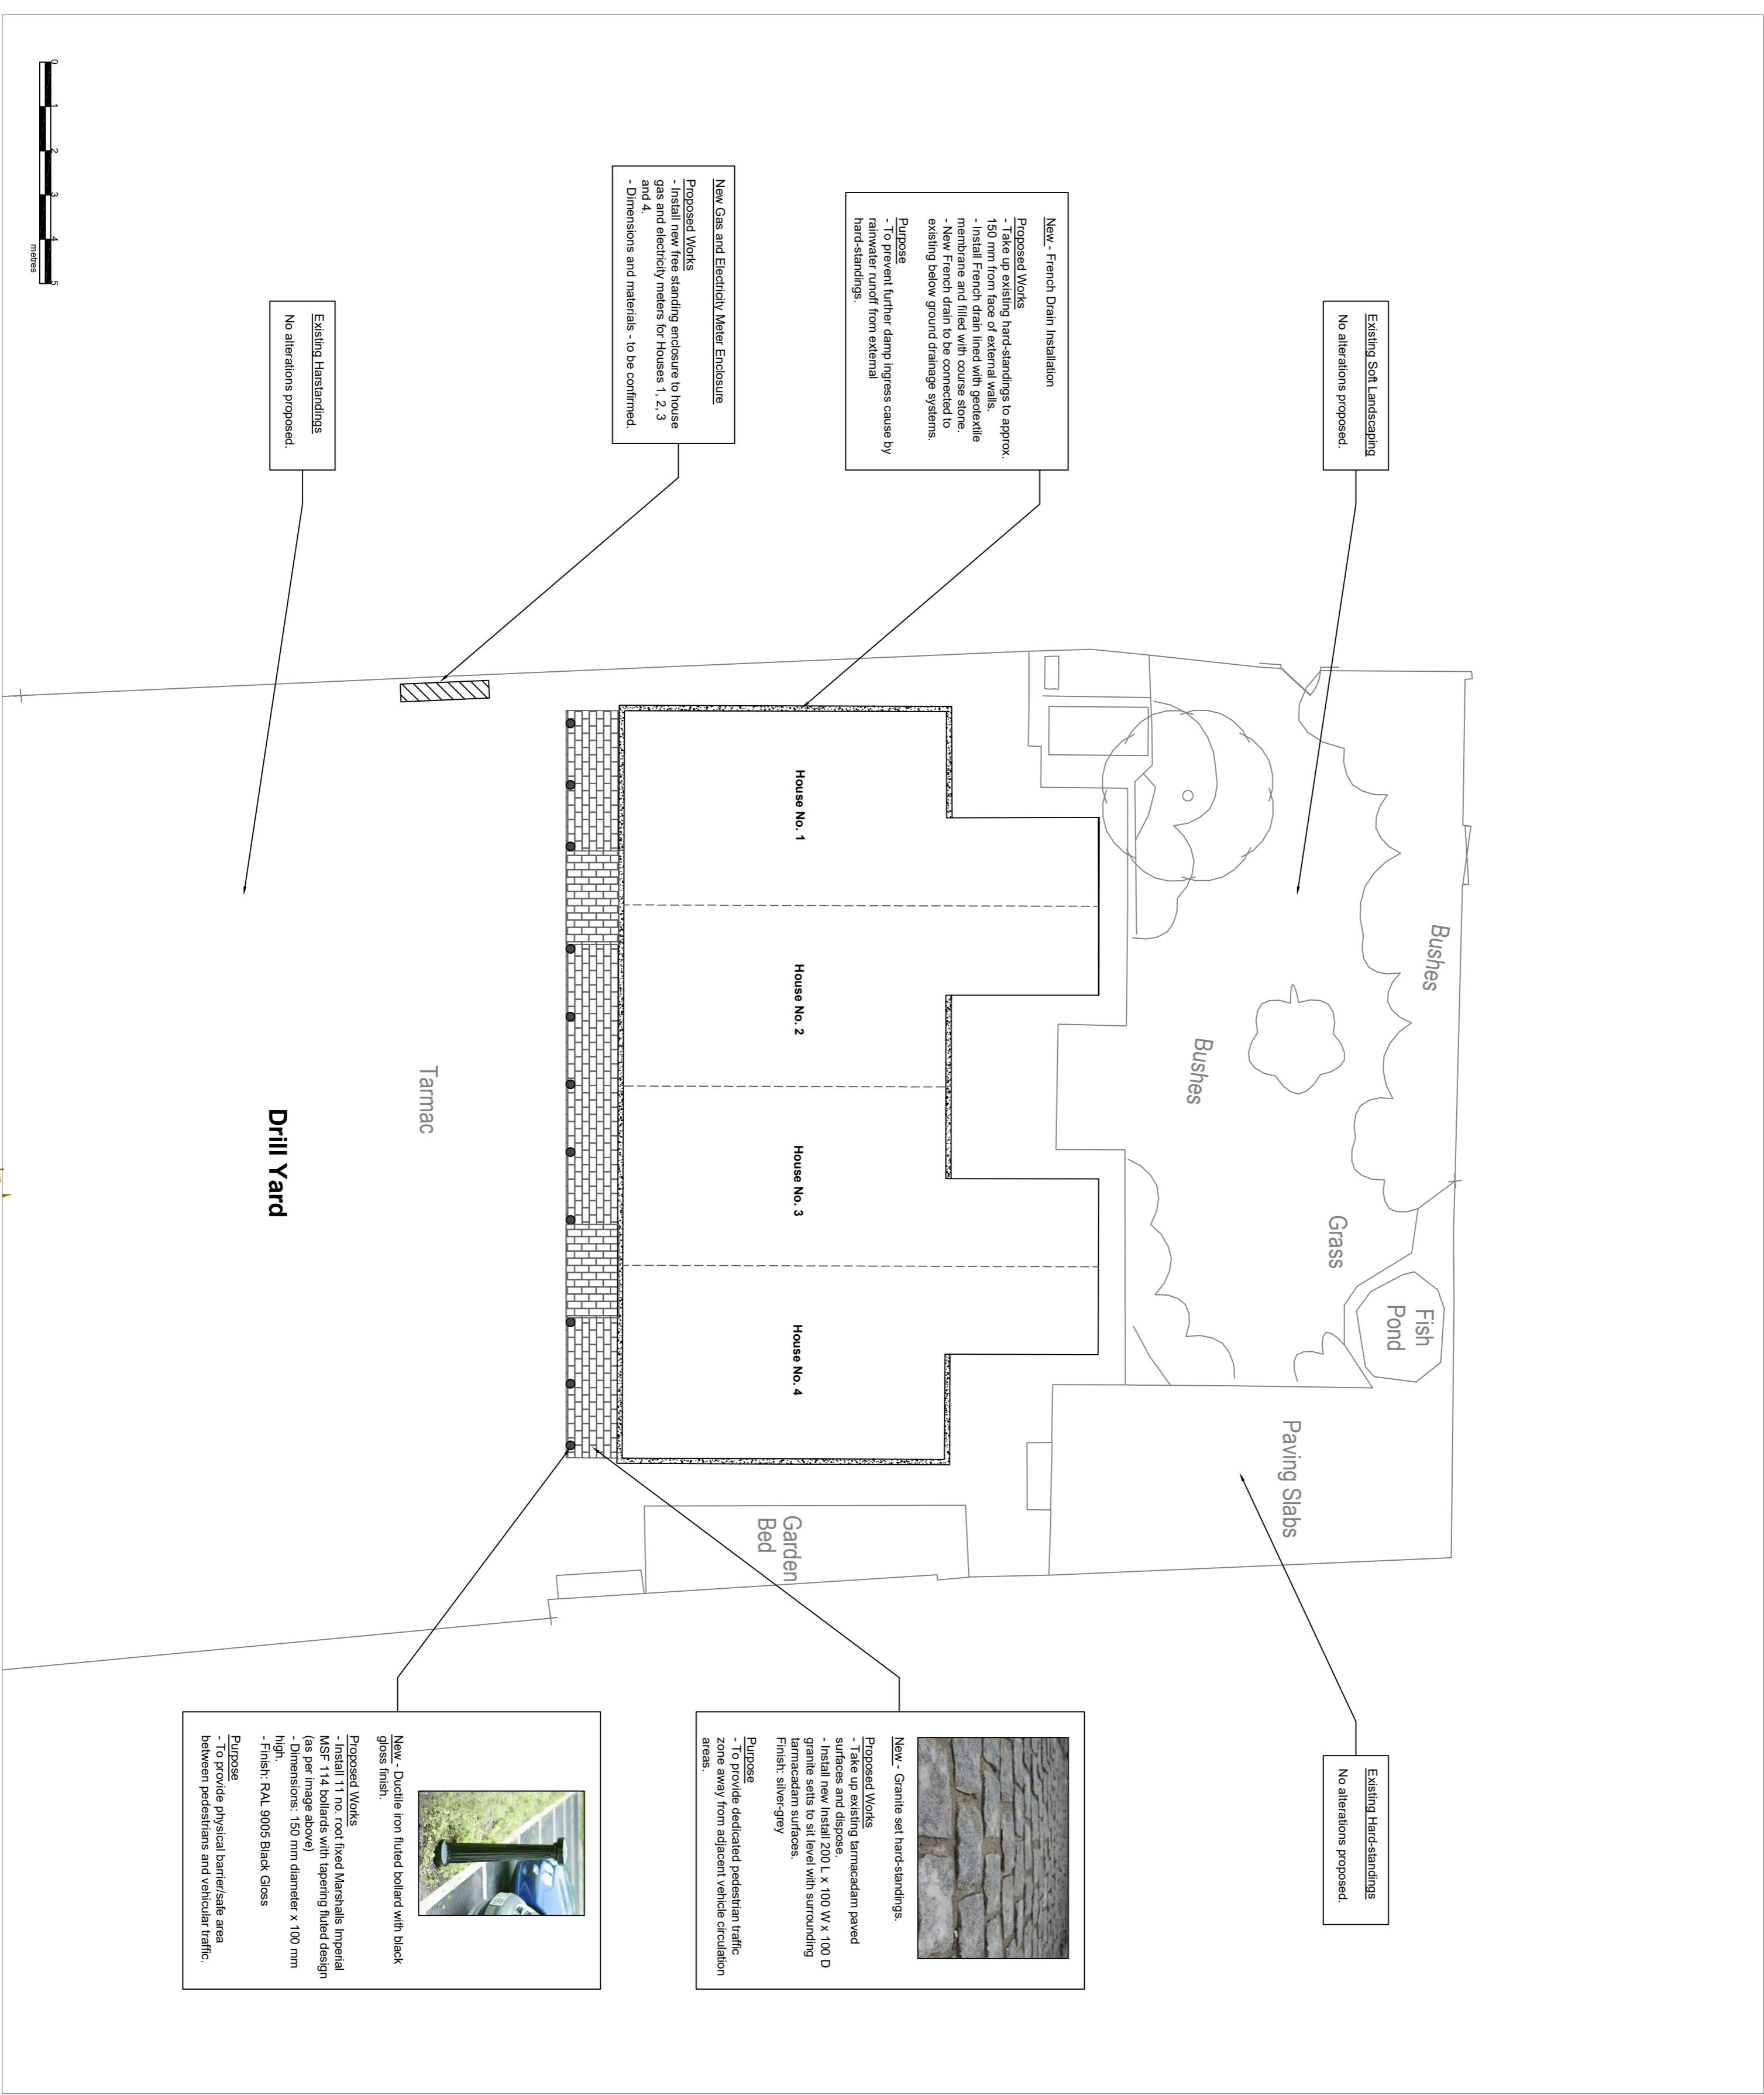 Existing Soft Landscaping
No alterations proposed.
New - French Drain Installation
Proposed Works
- Take up existing hard-standings to approx.
150 mm from face of external walls.
- Install French drain lined with geotextile
membrane and filled with course stone.
- New French drain to be connected to
existing below ground drainage systems.
Purpose
- To prevent further damp ingress cause by
rainwater runoff from external
hard-standings.
New Gas and Electricity Meter Enclosure
Proposed Works
- Install new free standing enclosure to house
gas and electricity meters for Houses 1, 2, 3
and 4.
- Dimensions and materials - to be confirmed.
Existing Harstandings
No alterations proposed.
0 1 2 3 4 5
metres
Bushes
Bushes
Grass
Fish
Pond
Paving Slabs
House No. 1
House No. 2
House No. 3
House No. 4
Garden
Bed
Tarmac
Drill Yard
Existing Hard-standings
No alterations proposed.
New - Granite set hard-standings.
Proposed Works
- Take up existing tarmacadam paved
surfaces and dispose.
- Install new Install 200 L x 100 W x 100 D
granite setts to sit level with surrounding
tarmacadam surfaces.
Finish: silver-grey
Purpose
- To provide dedicated pedestrian traffic
zone away from adjacent vehicle circulation
areas.
New - Ductile iron fluted bollard with black
gloss finish.
Proposed Works
- Install 11 no. root fixed Marshalls Imperial
MSF 114 bollards with tapering fluted design
(as per image above)
- Dimensions: 150 mm diameter x 100 mm
high.
- Finish: RAL 9005 Black Gloss
Purpose
- To provide physical barrier/safe area
between pedestrians and vehicular traffic.